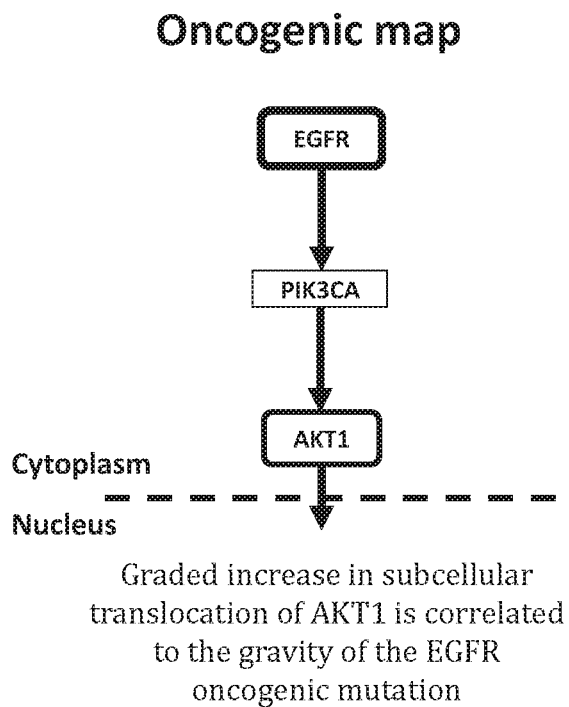 Oncogenic map
EGFR
PIK3CA
AKT1
Cytoplasm
Nucleus
Graded increase in subcellular
translocation of AKT1 is correlated
to the gravity of the EGFR
oncogenic mutation